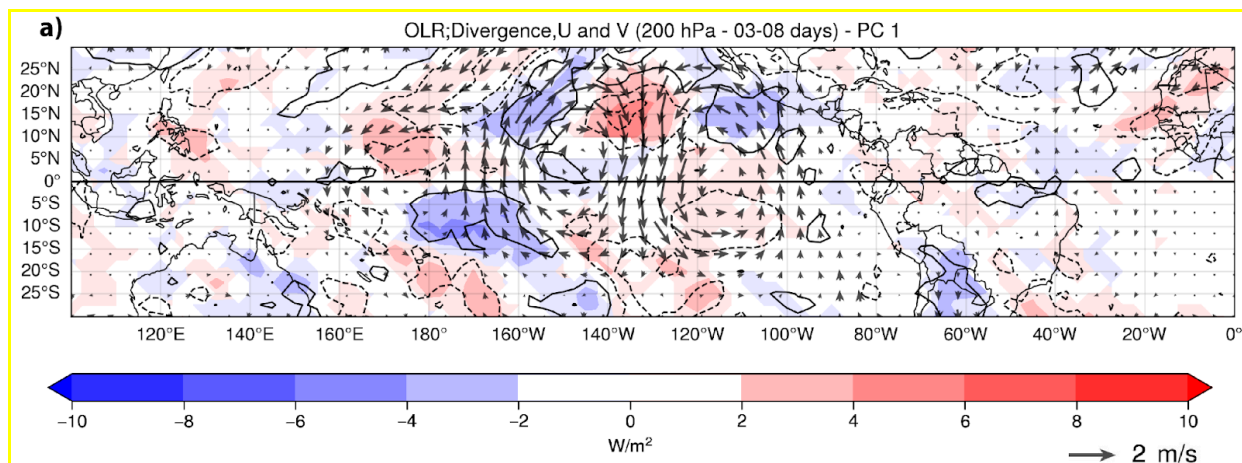 a)
OLR;Divergence,U and V (200 hPa - 03-08 days) - PC 1
25°N
20°N
15°N
10°N
5°N
0°
5°S
10°S
15°S
20°S
25°S
120°E 140°E 160°E 180° 160°W 140°W 120°W 100°W 80°W 60°W 40°W 20°W 0°
−10 −8 −6 −4 −2 0 2 4 6 8 10
W/m²
2 m/s